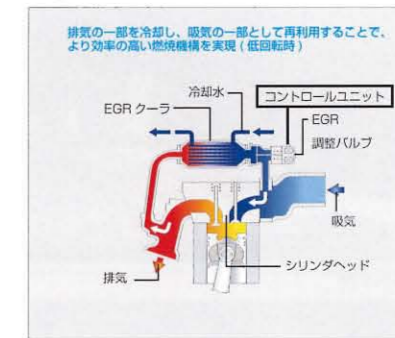 排気の一部を冷却し、吸気の一部として再利用することで、
より効率の高い燃焼機構を実現(低回転時)
冷却水
コントロールユニット
EGRクーラ
EGR
調整バルブ
吸気
シリンダヘッド
排気